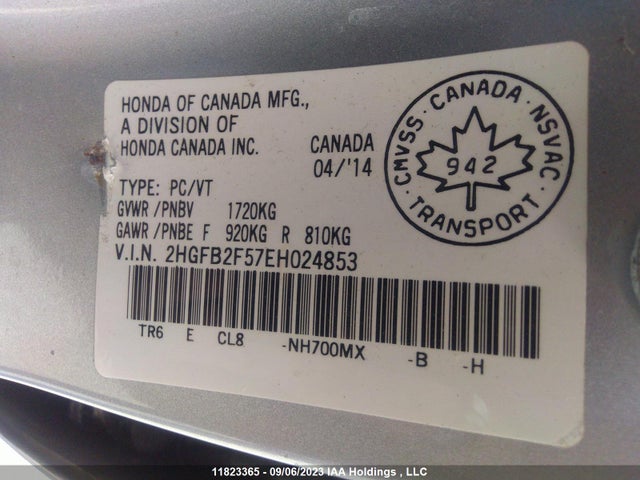 HONDA OF CANADA MFG.,
A DIVISION OF
HONDA CANADA INC. CANADA
04/'14
TYPE: PC/VT
GVWR /PNBV 1720KG
GAWR /PNBE F 920KG R 810KG
V.I.N. 2HGFB2F57EH024853
TR6 E CL8 -NH700MX -B -H
CMVSS · CANADA · NSVAC
942
TRANSPORT
11823365 - 09/06/2023 IAA Holdings , LLC